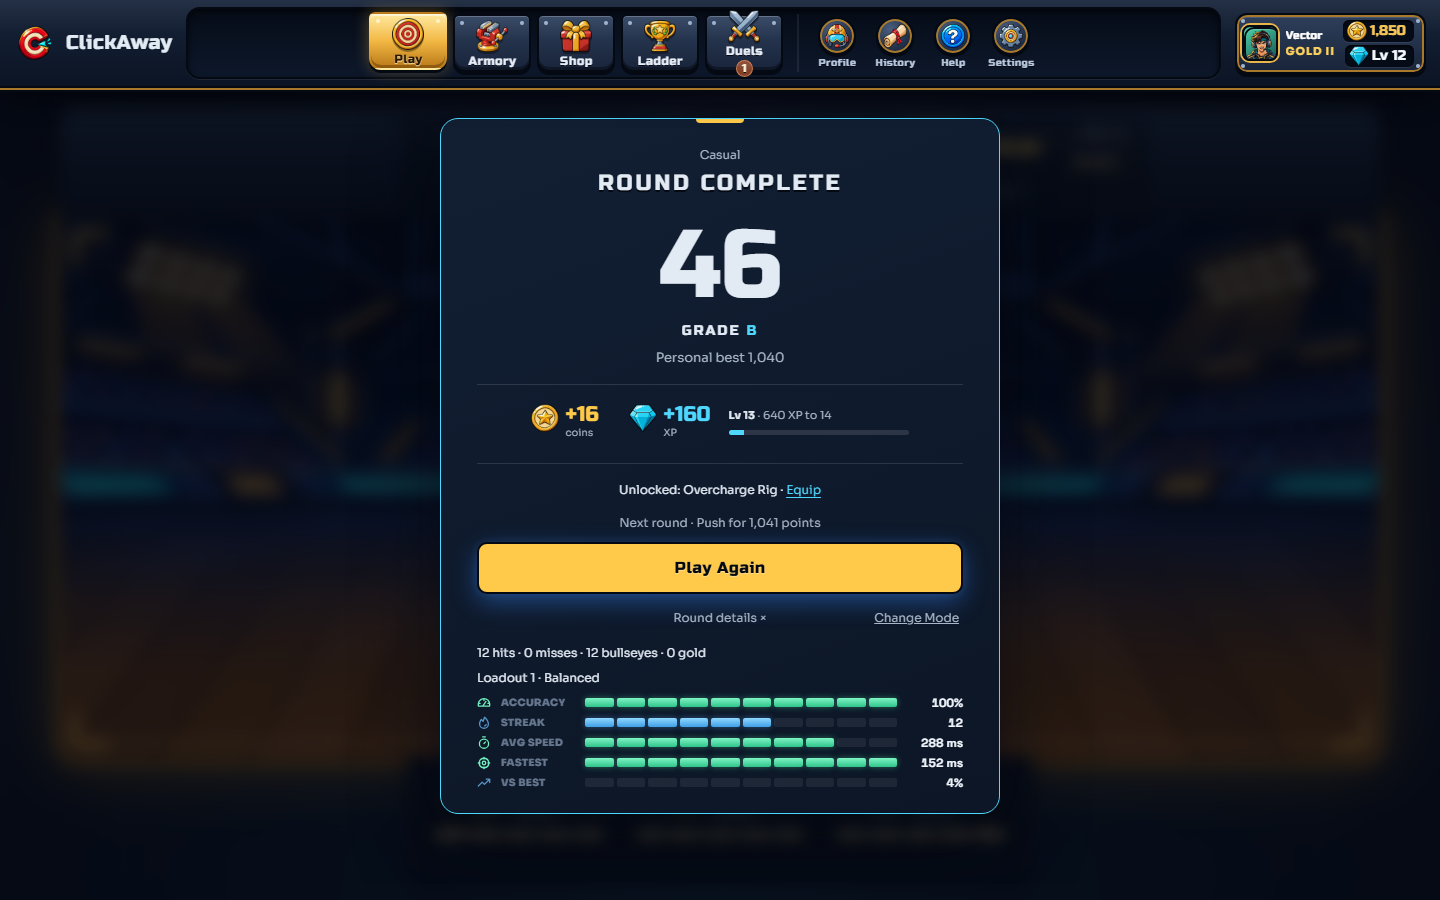 ClickAway
Play
Armory
Shop
Ladder
Duels
1
Profile
History
Help
Settings
Vector
GOLD II
1,850
Lv 12
Casual
ROUND COMPLETE
46
GRADE B
Personal best 1,040
+16
coins
+160
XP
Lv 13 · 640 XP to 14
Unlocked: Overcharge Rig · Equip
Next round · Push for 1,041 points
Play Again
Round details ×
Change Mode
12 hits · 0 misses · 12 bullseyes · 0 gold
Loadout 1 · Balanced
ACCURACY 100%
STREAK 12
AVG SPEED 288 ms
FASTEST 152 ms
VS BEST 4%